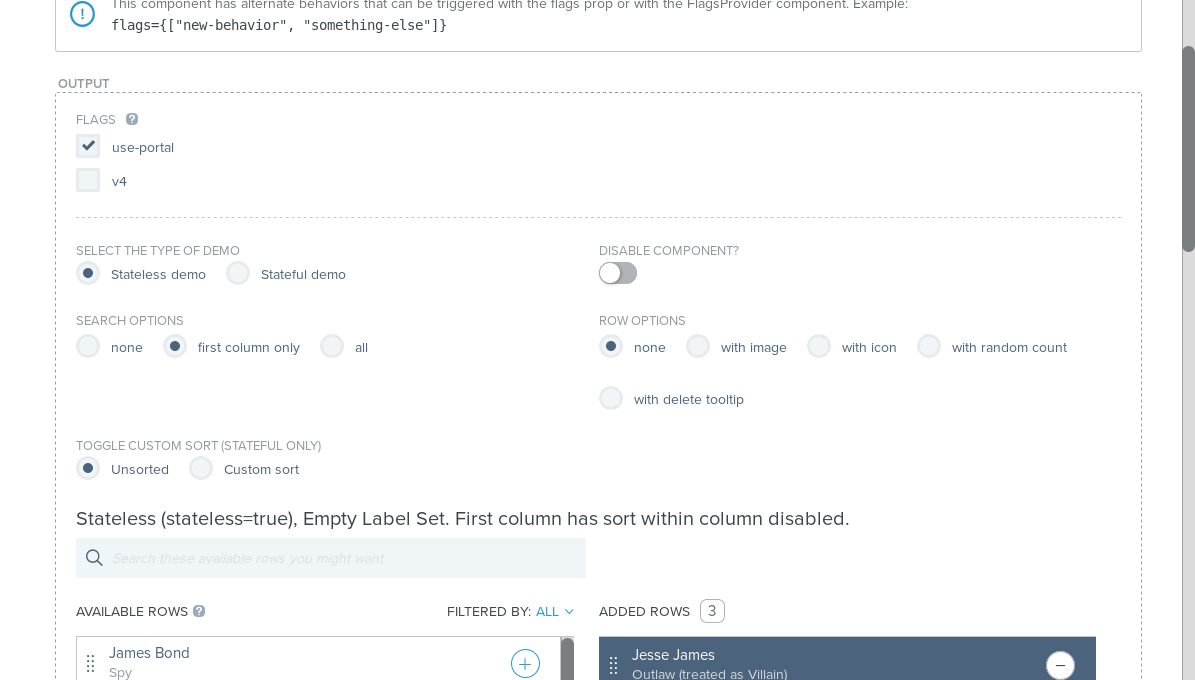 This component has alternate behaviors that can be triggered with the flags prop or with the FlagsProvider component. Example:
flags={["new-behavior", "something-else"]}
OUTPUT
FLAGS ?
use-portal
v4
SELECT THE TYPE OF DEMO
Stateless demo Stateful demo
DISABLE COMPONENT?
SEARCH OPTIONS
none first column only all
ROW OPTIONS
none with image with icon with random count
with delete tooltip
TOGGLE CUSTOM SORT (STATEFUL ONLY)
Unsorted Custom sort
Stateless (stateless=true), Empty Label Set. First column has sort within column disabled.
Search these available rows you might want
AVAILABLE ROWS ? FILTERED BY: ALL
ADDED ROWS 3
James Bond
Spy
Jesse James
Outlaw (treated as Villain)